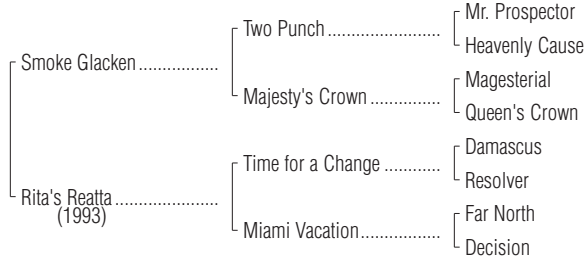 Mr. Prospector
Two Punch .......................
Heavenly Cause
Smoke Glacken ................
Magesterial
Majesty's Crown ..............
Queen's Crown
Damascus
Time for a Change ...........
Resolver
Rita's Reatta .....................
(1993)
Far North
Miami Vacation ................
Decision